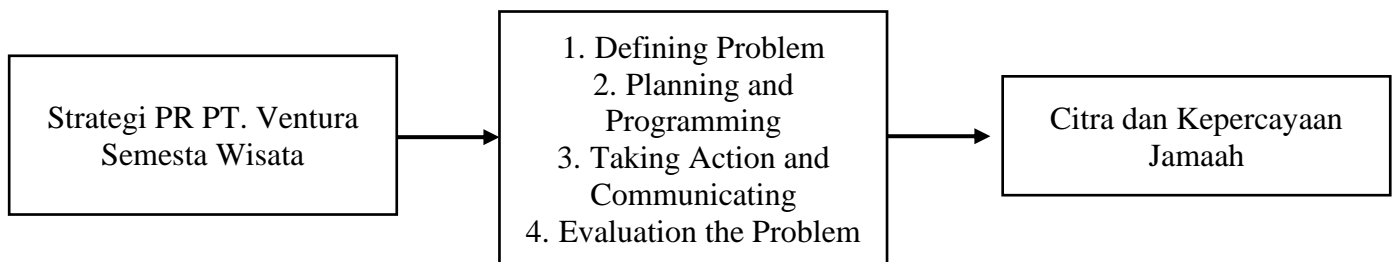 Strategi PR PT. Ventura
Semesta Wisata
1. Defining Problem
2. Planning and
Programming
3. Taking Action and
Communicating
4. Evaluation the Problem
Citra dan Kepercayaan
Jamaah